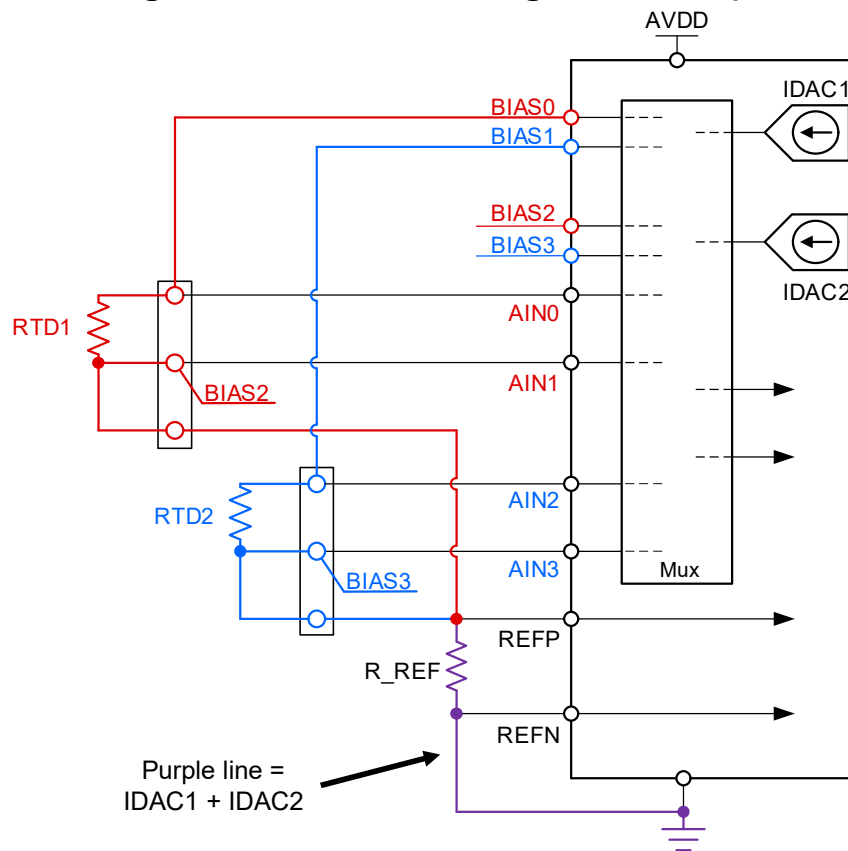 AVDD
IDAC1
BIAS0
BIAS1
BIAS2
BIAS3
IDAC2
AIN0
RTD1
AIN1
BIAS2
AIN2
RTD2
AIN3
BIAS3
Mux
REFP
R_REF
REFN
Purple line =
IDAC1 + IDAC2